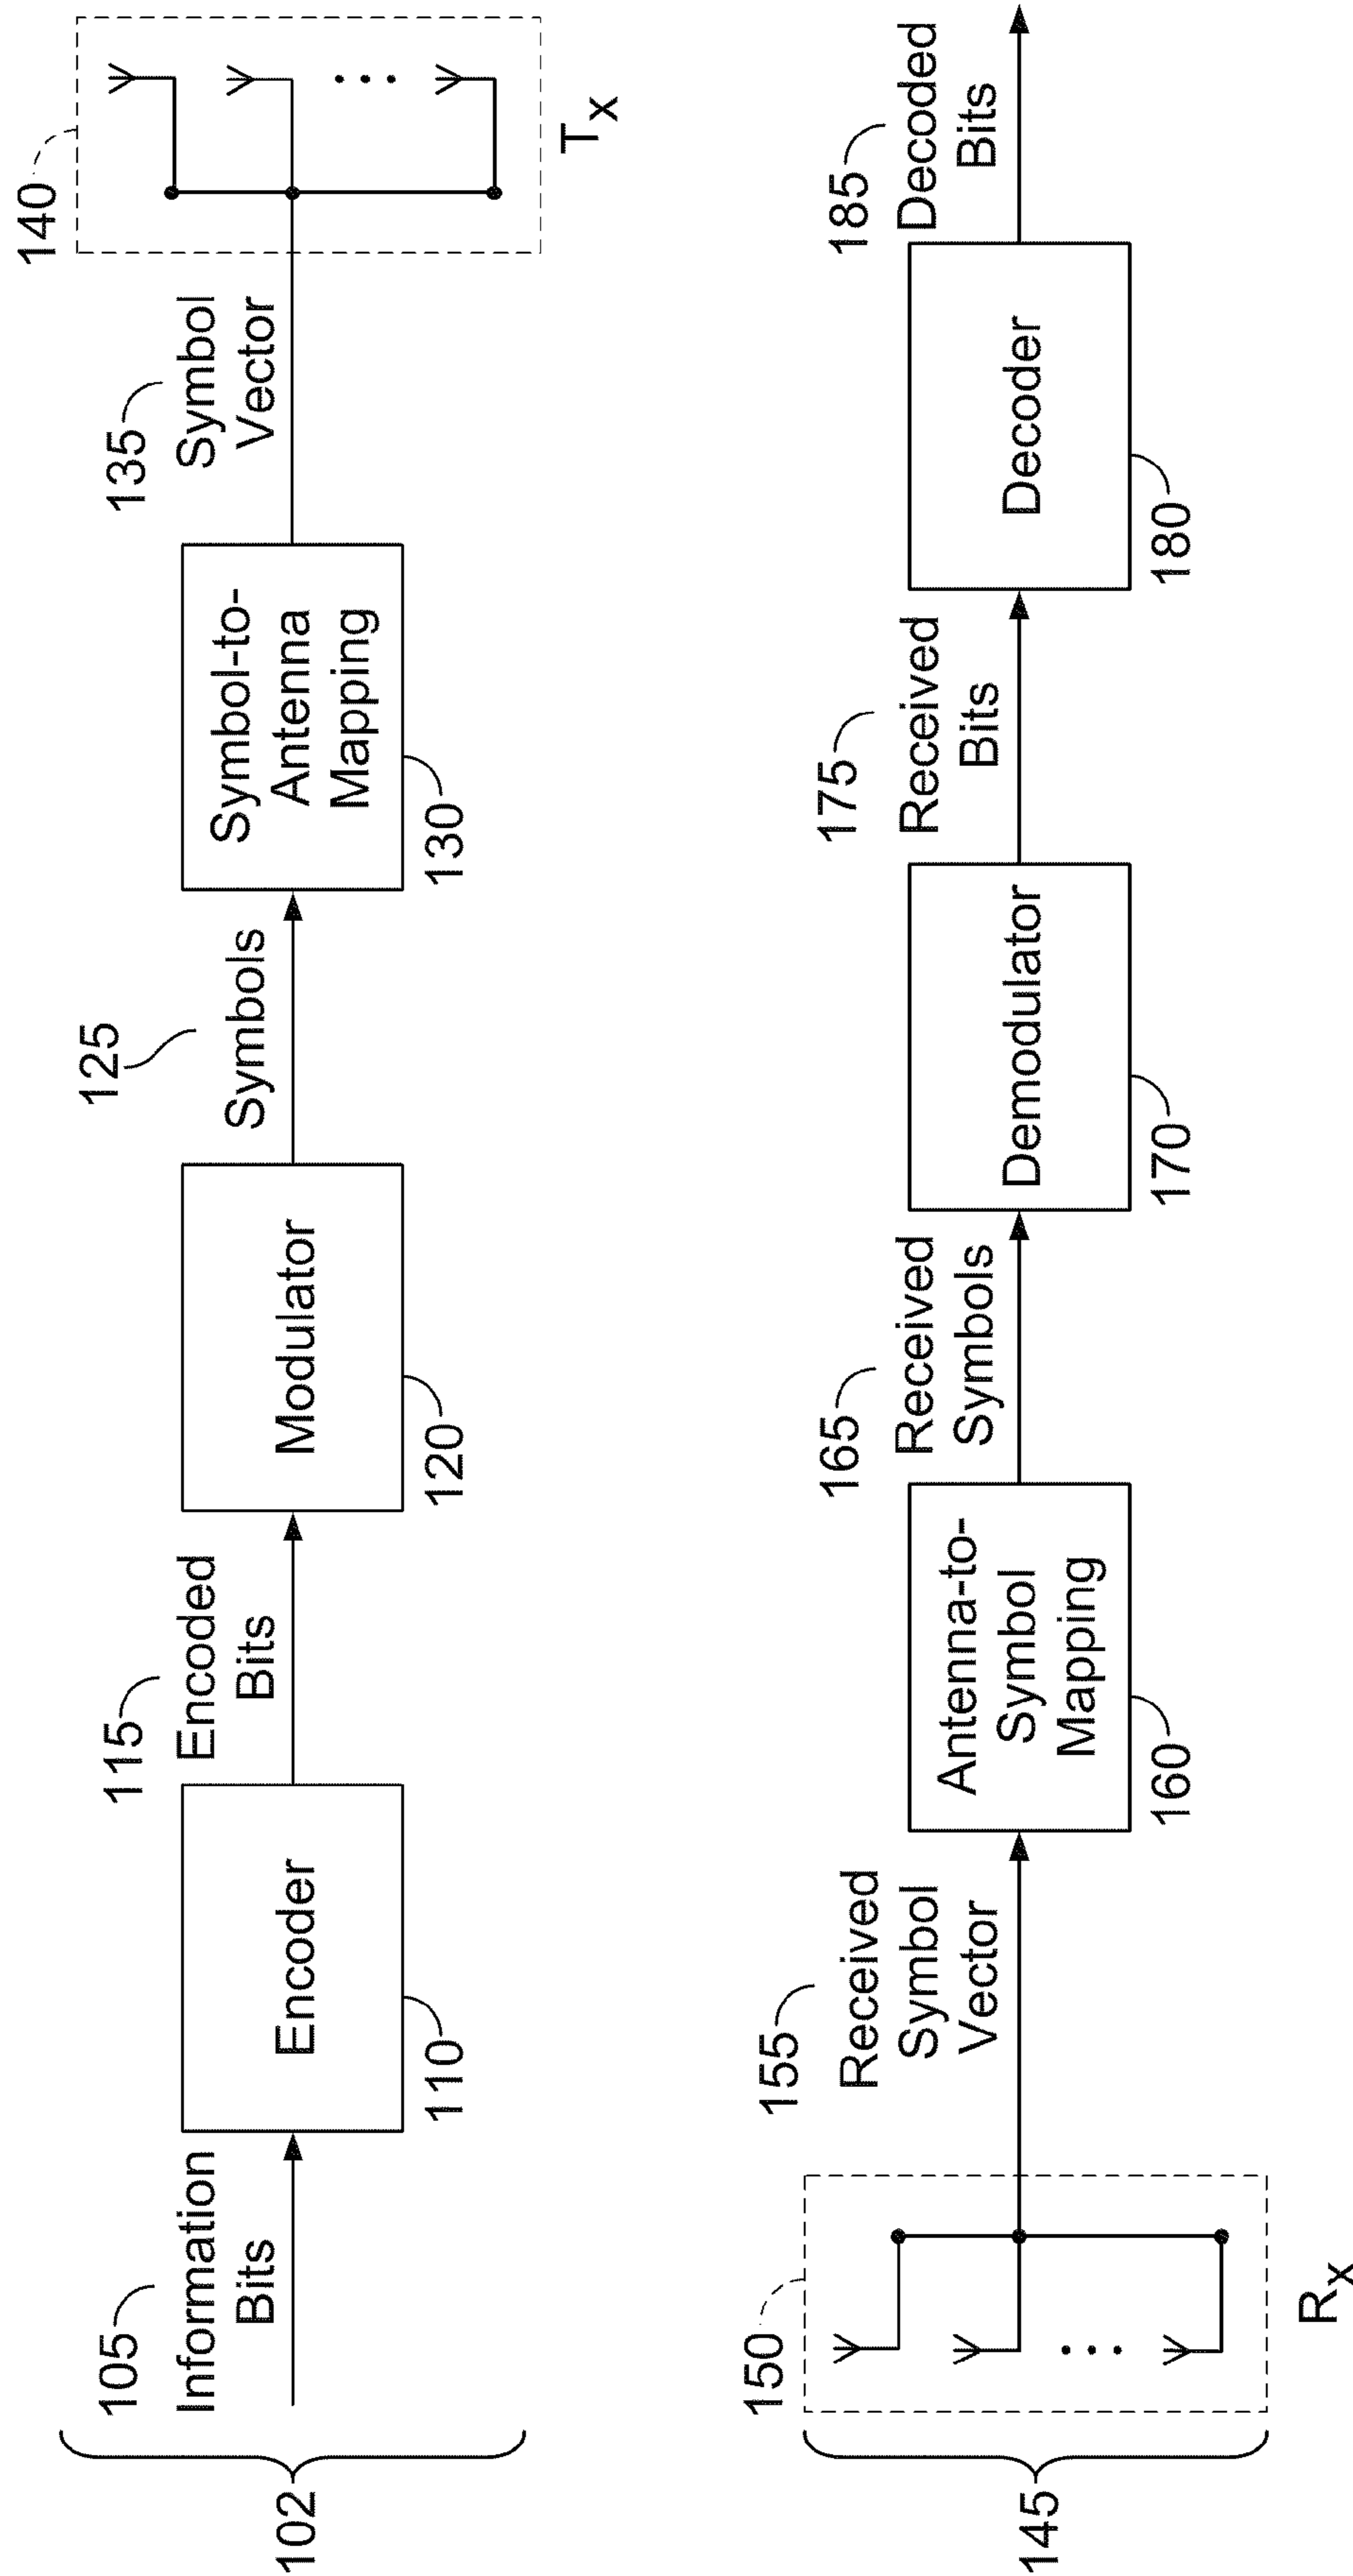 102
105
Information
Bits
Encoder
110
115
Encoded
Bits
Modulator
120
125
Symbols
Symbol-to-
Antenna
Mapping
130
135
Symbol
Vector
140
Tx
145
150
Rx
155
Received
Symbol
Vector
Antenna-to-
Symbol
Mapping
160
165
Received
Symbols
Demodulator
170
175
Received
Bits
Decoder
180
185
Decoded
Bits